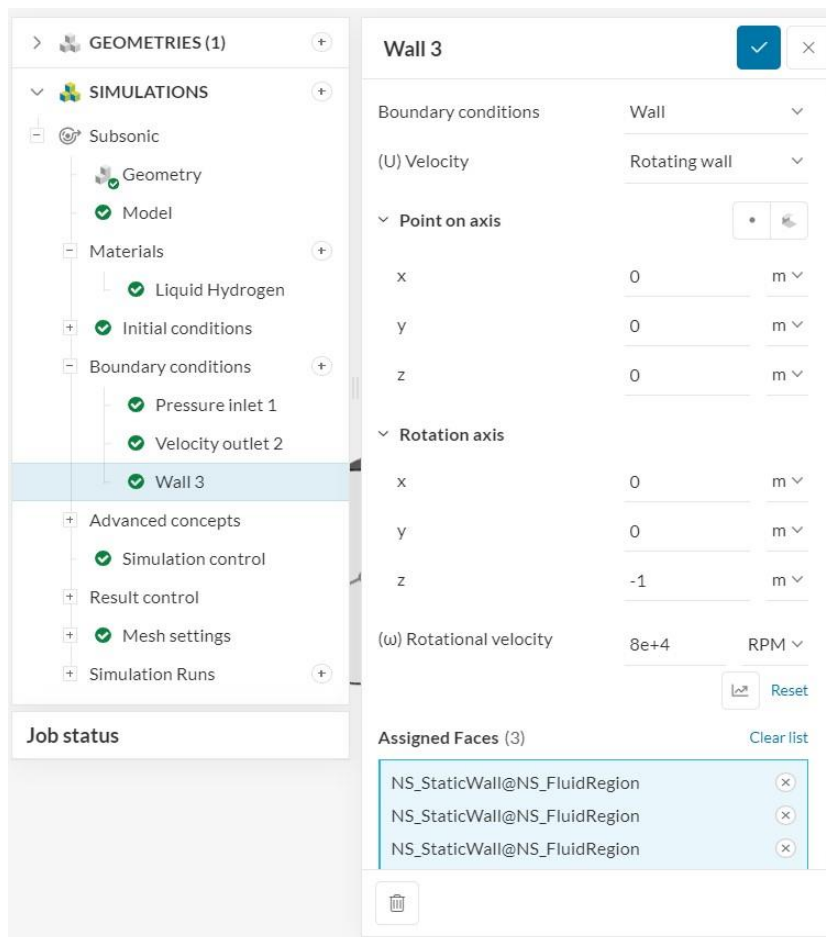 GEOMETRIES (1)
SIMULATIONS
Subsonic
Geometry
Model
Materials
Liquid Hydrogen
Initial conditions
Boundary conditions
Pressure inlet 1
Velocity outlet 2
Wall 3
Advanced concepts
Simulation control
Result control
Mesh settings
Simulation Runs
Job status
Wall 3
Boundary conditions Wall
(U) Velocity Rotating wall
Point on axis
x 0 m
y 0 m
z 0 m
Rotation axis
x 0 m
y 0 m
z -1 m
(ω) Rotational velocity 8e+4 RPM
Reset
Assigned Faces (3) Clear list
NS_StaticWall@NS_FluidRegion
NS_StaticWall@NS_FluidRegion
NS_StaticWall@NS_FluidRegion